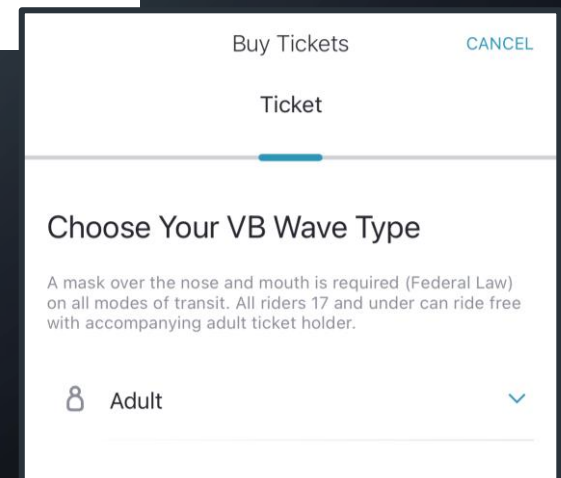 Buy Tickets
CANCEL
Ticket
Choose Your VB Wave Type
A mask over the nose and mouth is required (Federal Law)
on all modes of transit. All riders 17 and under can ride free
with accompanying adult ticket holder.
Adult